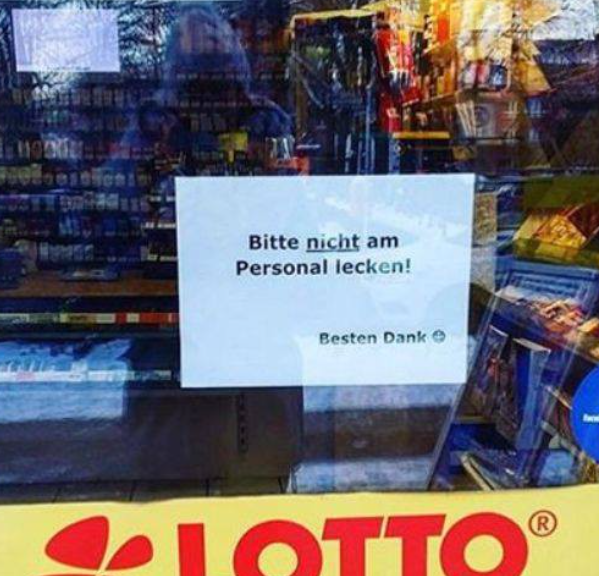 Bitte nicht am
Personal lecken!
Besten Dank ☺
LOTTO®